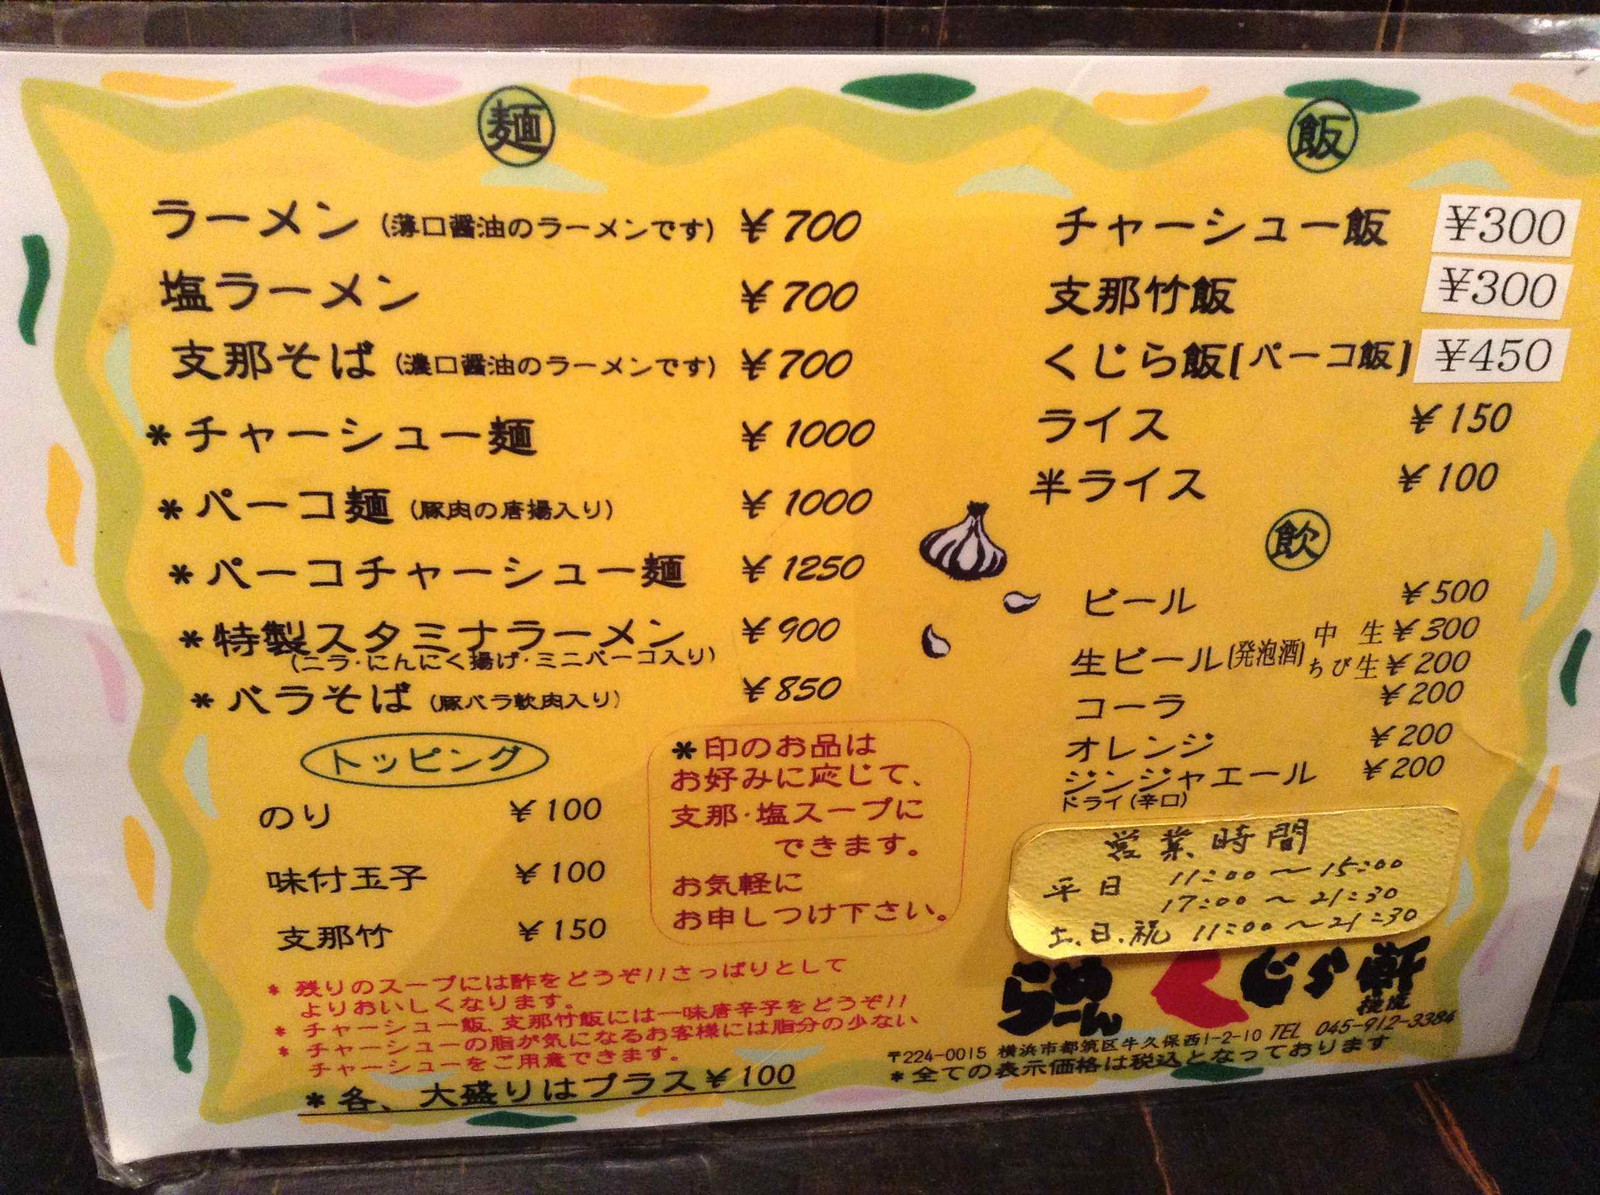 麺
ラーメン (薄口醤油のラーメンです) ¥700
塩ラーメン ¥700
支那そば (濃口醤油のラーメンです) ¥700
*チャーシュー麺 ¥1000
*パーコ麺 (豚肉の唐揚入り) ¥1000
*パーコチャーシュー麺 ¥1250
*特製スタミナラーメン ¥900
(ニラ・にんにく揚げ・ミニパーコ入り)
*バラそば (豚バラ軟肉入り) ¥850
トッピング
のり ¥100
味付玉子 ¥100
支那竹 ¥150
*印のお品は
お好みに応じて、
支那・塩スープに
できます。
お気軽に
お申しつけ下さい。
* 残りのスープには酢をどうぞ!!さっぱりとして
よりおいしくなります。
* チャーシュー飯、支那竹飯には一味唐辛子をどうぞ!!
* チャーシューの脂が気になるお客様には脂分の少ない
チャーシューをご用意できます。
*各、大盛りはプラス¥100
飯
チャーシュー飯 ¥300
支那竹飯 ¥300
くじら飯[パーコ飯] ¥450
ライス ¥150
半ライス ¥100
飲
ビール ¥500
生ビール[発泡酒] 中 生¥300
ちび生¥200
コーラ ¥200
オレンジ ¥200
ジンジャエール ¥200
ドライ(辛口)
営業時間
平日 11:00〜15:00
17:00〜21:30
土.日.祝 11:00〜21:30
らーめん くじら軒
〒224-0015 横浜市都筑区牛久保西1-2-10 TEL 045-912-3384
*全ての表示価格は税込となっております